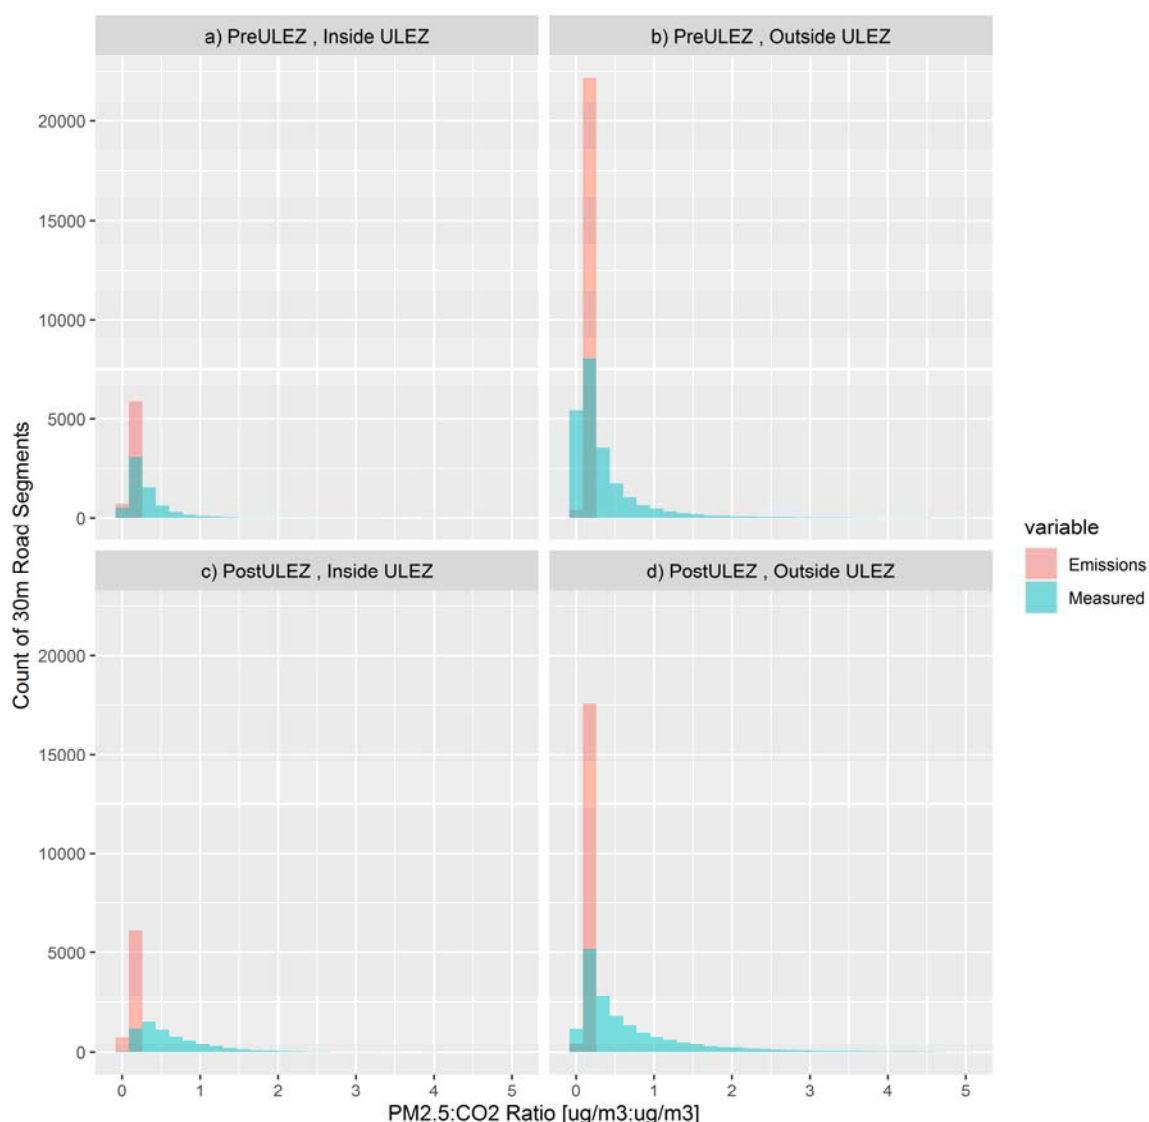 a) PreULEZ , Inside ULEZ
b) PreULEZ , Outside ULEZ
20000
15000
10000
5000
0
c) PostULEZ , Inside ULEZ
d) PostULEZ , Outside ULEZ
20000
15000
10000
5000
0
0 1 2 3 4 5
0 1 2 3 4 5
PM2.5:CO2 Ratio [ug/m3:ug/m3]
Count of 30m Road Segments
variable
Emissions
Measured